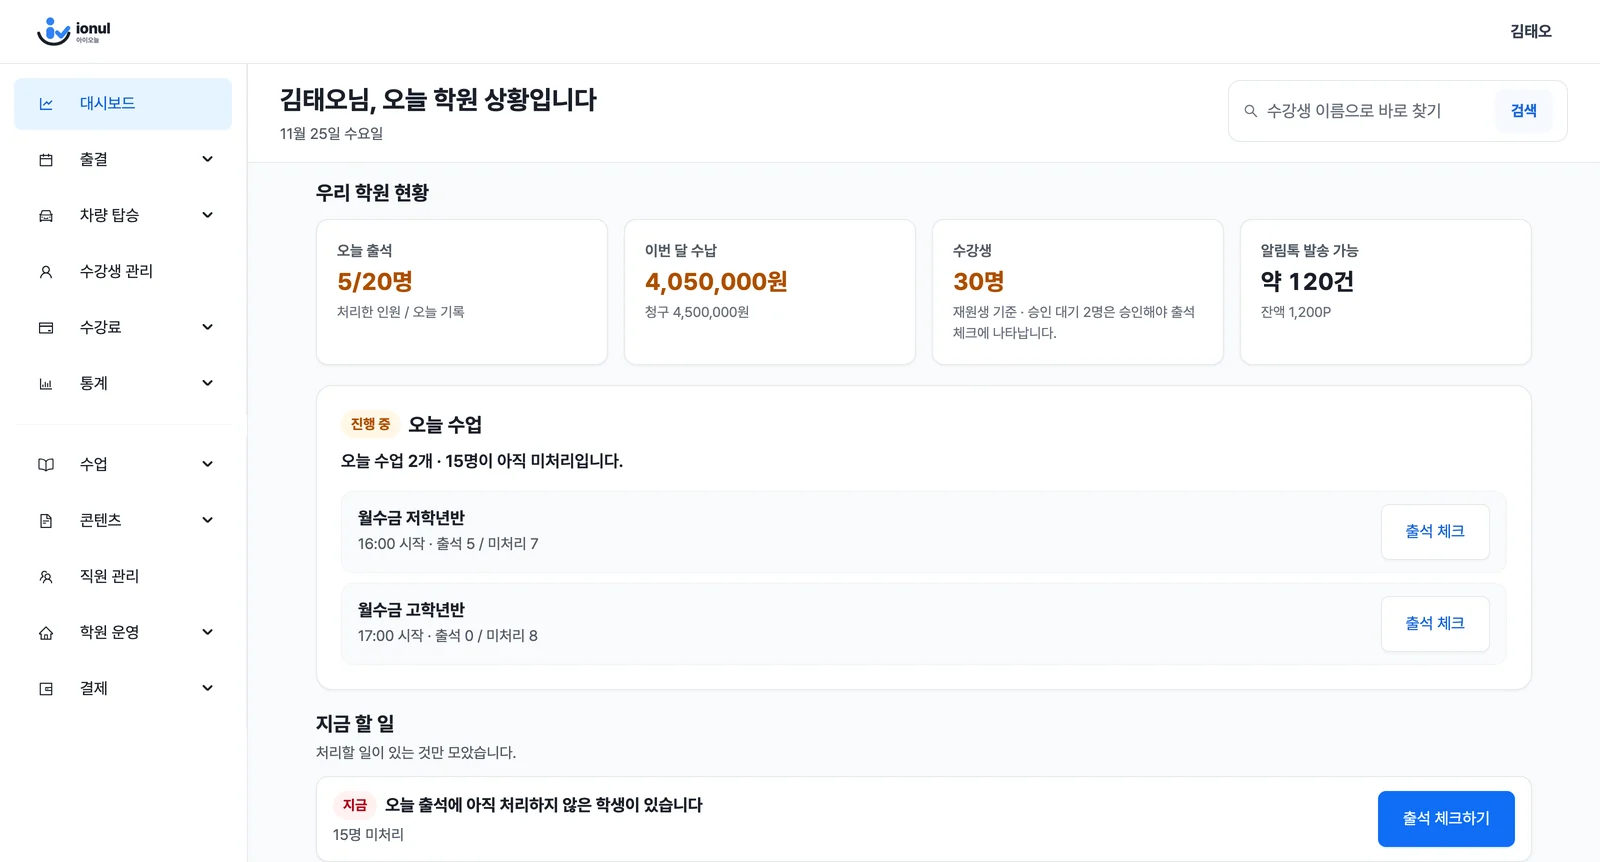 ionul
아이오늘
김태오
대시보드
출결
차량 탑승
수강생 관리
수강료
통계
수업
콘텐츠
직원 관리
학원 운영
결제
김태오님, 오늘 학원 상황입니다
11월 25일 수요일
수강생 이름으로 바로 찾기
검색
우리 학원 현황
오늘 출석
5/20명
처리한 인원 / 오늘 기록
이번 달 수납
4,050,000원
청구 4,500,000원
수강생
30명
재원생 기준 · 승인 대기 2명은 승인해야 출석
체크에 나타납니다.
알림톡 발송 가능
약 120건
잔액 1,200P
진행 중 오늘 수업
오늘 수업 2개 · 15명이 아직 미처리입니다.
월수금 저학년반
16:00 시작 · 출석 5 / 미처리 7
출석 체크
월수금 고학년반
17:00 시작 · 출석 0 / 미처리 8
출석 체크
지금 할 일
처리할 일이 있는 것만 모았습니다.
지금 오늘 출석에 아직 처리하지 않은 학생이 있습니다
15명 미처리
출석 체크하기